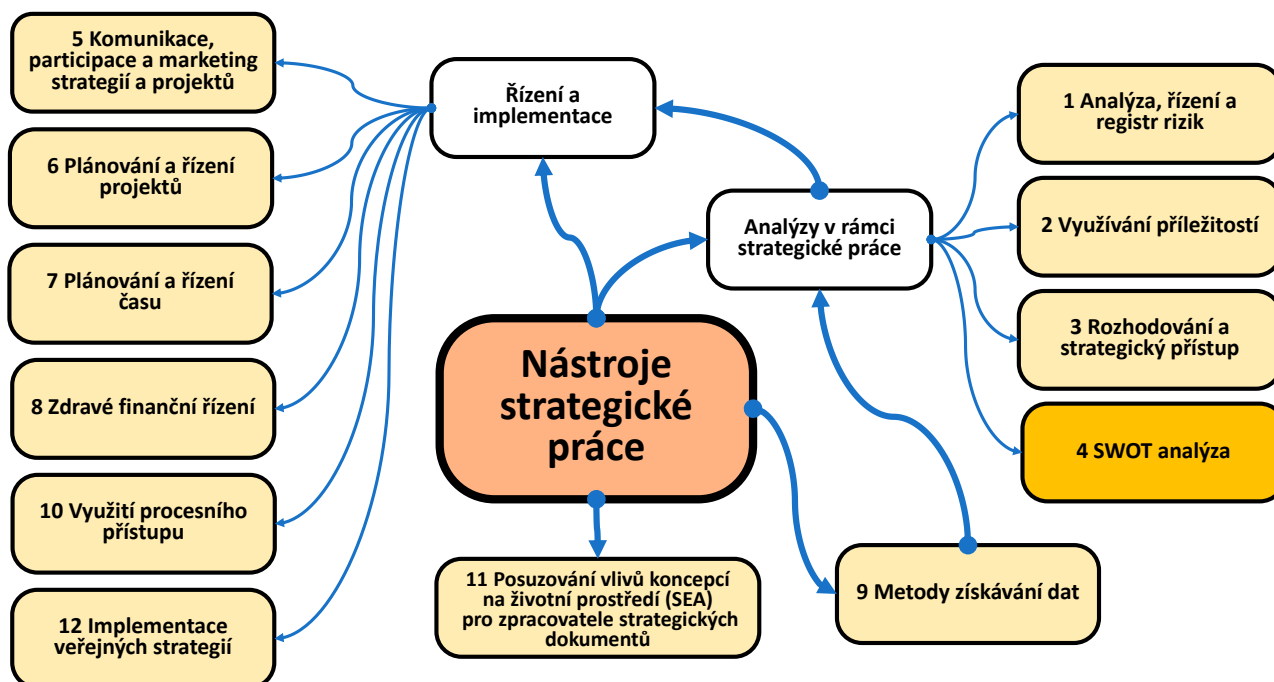 5 Komunikace,
participace a marketing
strategií a projektů
6 Plánování a řízení
projektů
7 Plánování a řízení
času
8 Zdravé finanční řízení
10 Využití procesního
přístupu
12 Implementace
veřejných strategií
Řízení a
implementace
Analýzy v rámci
strategické práce
Nástroje
strategické
práce
11 Posuzování vlivů koncepcí
na životní prostředí (SEA)
pro zpracovatele strategických
dokumentů
9 Metody získávání dat
1 Analýza, řízení a
registr rizik
2 Využívání příležitostí
3 Rozhodování a
strategický přístup
4 SWOT analýza